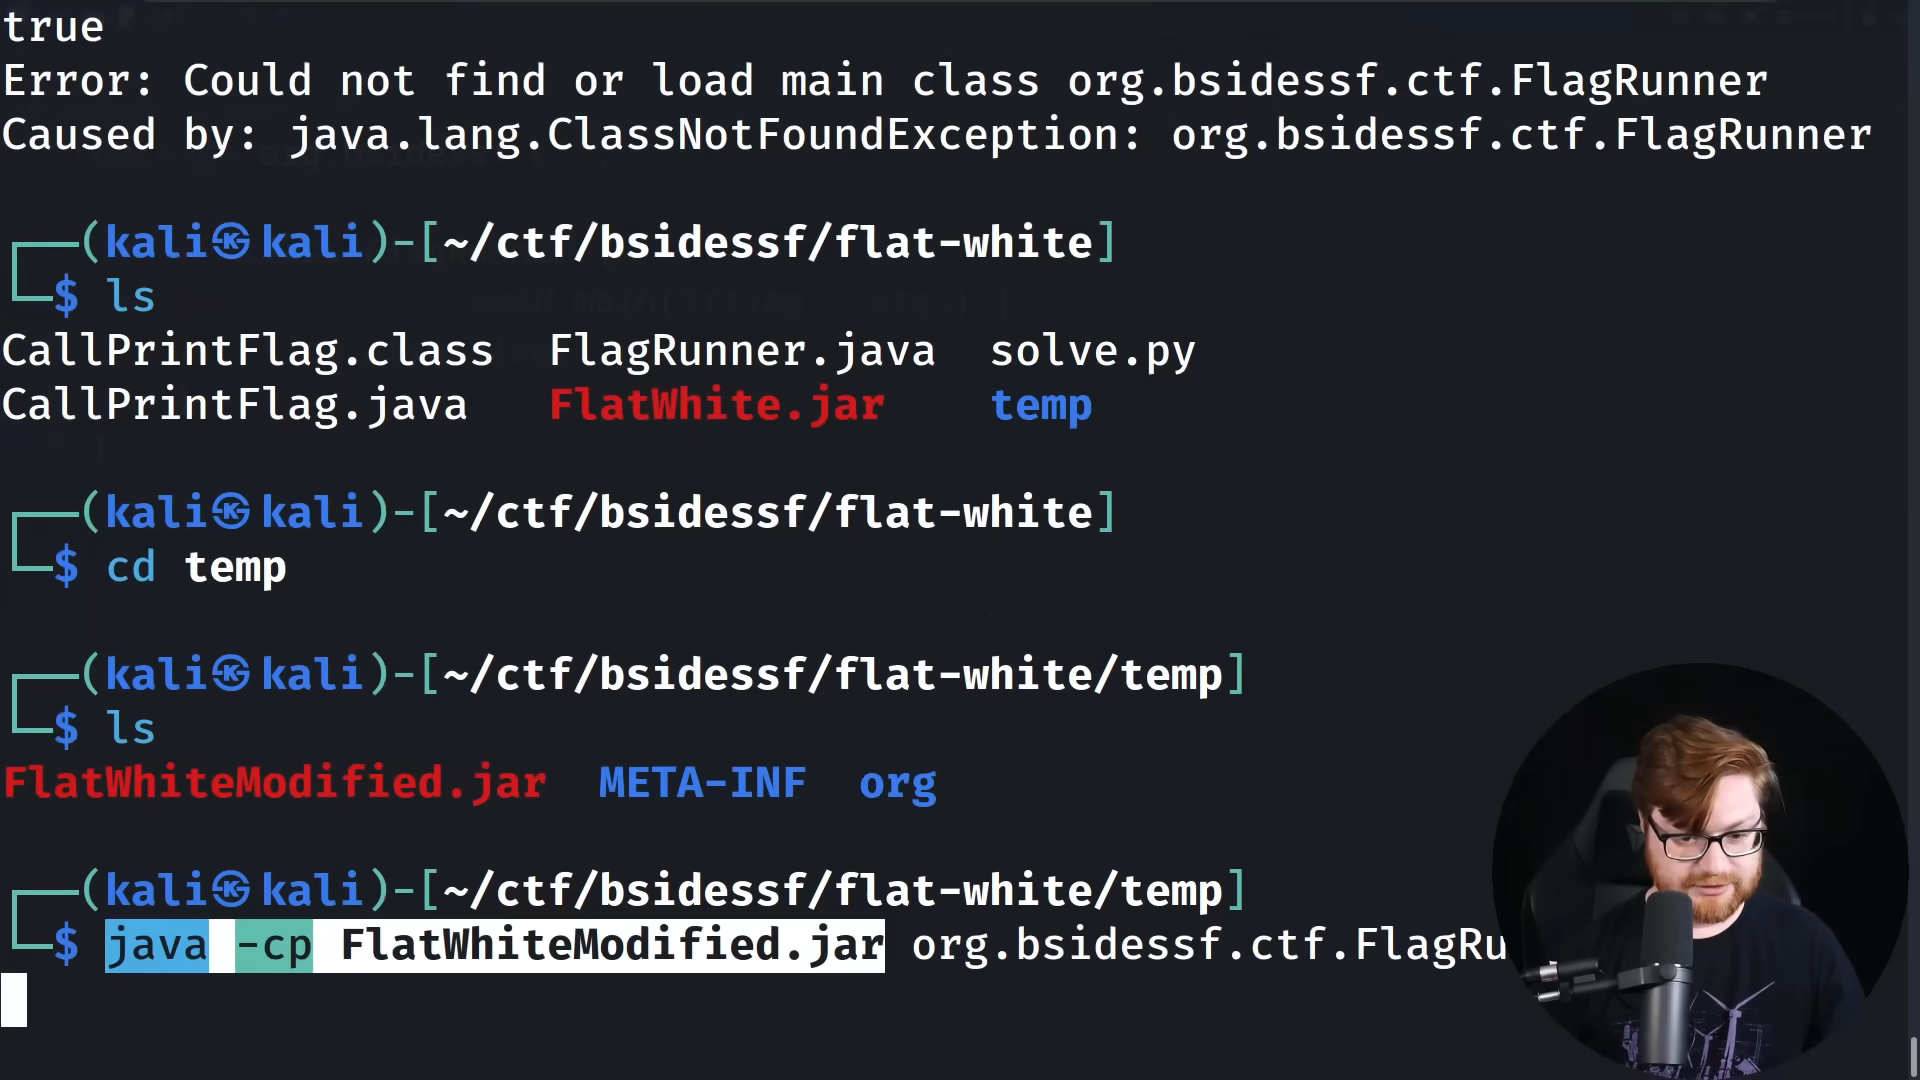 true
Error: Could not find or load main class org.bsidessf.ctf.FlagRunner
Caused by: java.lang.ClassNotFoundException: org.bsidessf.ctf.FlagRunner
(kali㉿kali)-[~/ctf/bsidessf/flat-white]
$ ls
CallPrintFlag.class FlagRunner.java solve.py
CallPrintFlag.java FlatWhite.jar temp
(kali㉿kali)-[~/ctf/bsidessf/flat-white]
$ cd temp
(kali㉿kali)-[~/ctf/bsidessf/flat-white/temp]
$ ls
FlatWhiteModified.jar META-INF org
(kali㉿kali)-[~/ctf/bsidessf/flat-white/temp]
$ java -cp FlatWhiteModified.jar org.bsidessf.ctf.FlagRu